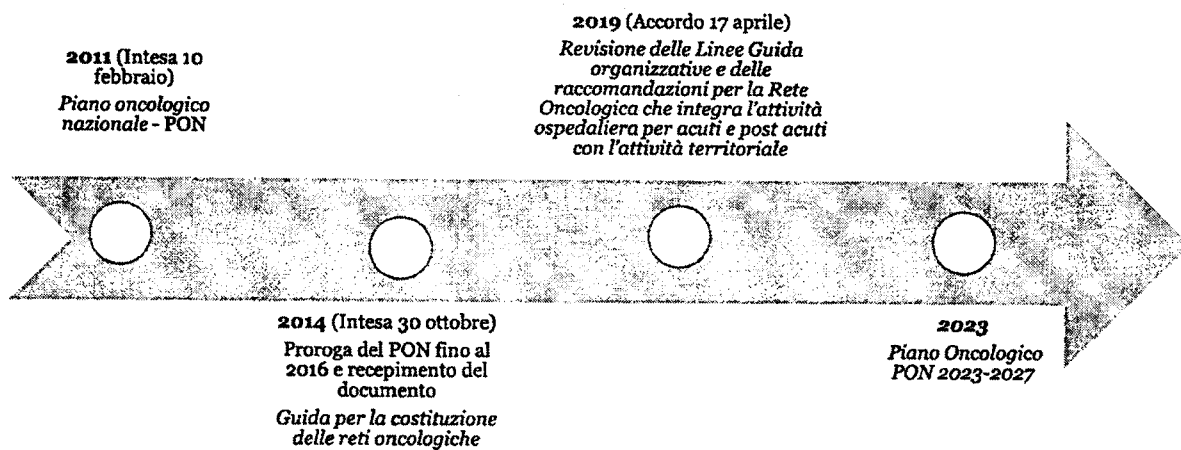 2011 (Intesa 10
febbraio)
Piano oncologico
nazionale - PON
2014 (Intesa 30 ottobre)
Proroga del PON fino al
2016 e recepimento del
documento
Guida per la costituzione
delle reti oncologiche
2019 (Accordo 17 aprile)
Revisione delle Linee Guida
organizzative e delle
raccomandazioni per la Rete
Oncologica che integra l'attività
ospedaliera per acuti e post acuti
con l'attività territoriale
2023
Piano Oncologico
PON 2023-2027